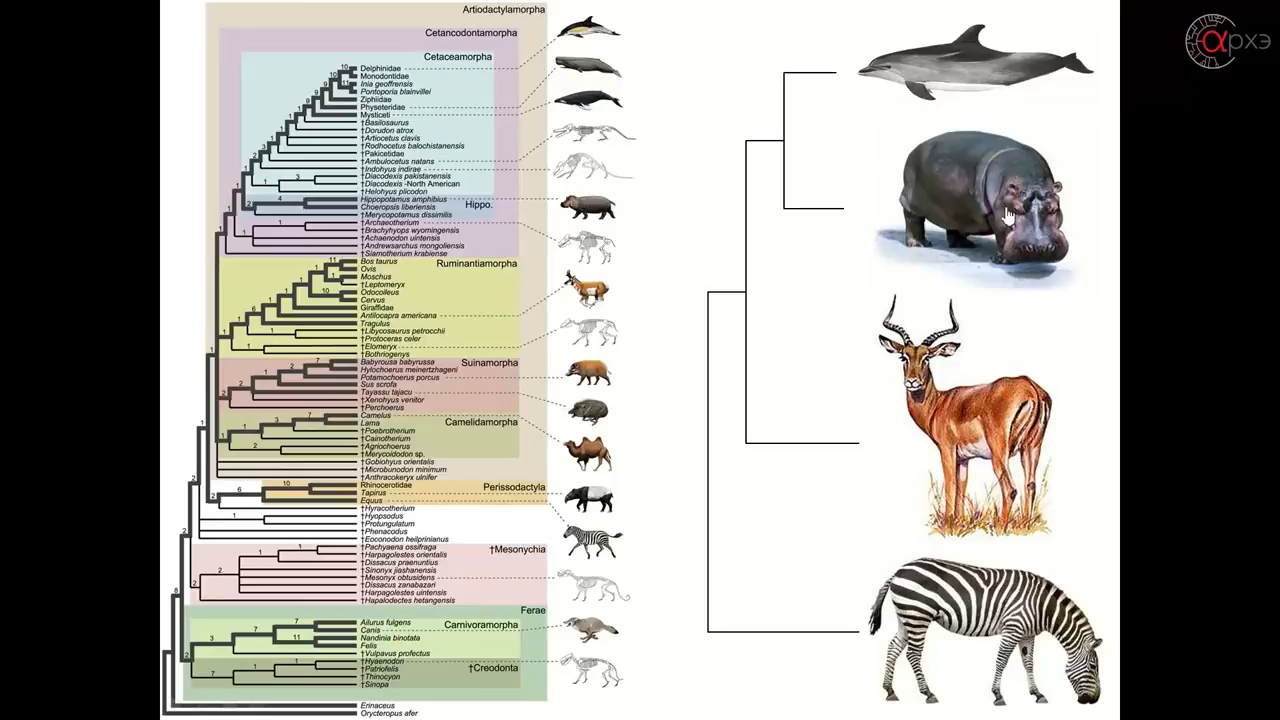 Artiodactylamorpha
Cetancodontamorpha
Cetaceamorpha
Delphinidae
Monodontidae
Inia geoffrensis
Pontoporia blainvillei
Ziphiidae
Physeteridae
Mysticeti
†Basilosaurus
†Dorudon atrox
†Artiocetus clavis
†Rodhocetus balochistanensis
†Pakicetidae
†Ambulocetus natans
†Indohyus indirae
†Diacodexis pakistanensis
†Diacodexis -North American
†Helohyus plicodon
Hippopotamus amphibius
Choeropsis liberiensis
Hippo.
†Merycopotamus dissimilis
†Archaeotherium
†Brachyhyops wyomingensis
†Achaenodon uintensis
†Andrewsarchus mongoliensis
†Siamotherium krabiense
Bos taurus
Ruminantiamorpha
Ovis
Moschus
†Leptomeryx
Odocoileus
Cervus
Giraffidae
Antilocapra americana
Tragulus
†Libycosaurus petrocchii
†Protoceras celer
†Elomeryx
†Bothriogenys
Babyrousa babyrussa
Suinamorpha
Hylochoerus meinertzhageni
Potamochoerus porcus
Sus scrofa
Tayassu tajacu
†Xenohyus venitor
†Perchoerus
Camelus
Lama
Camelidamorpha
†Poebrotherium
†Cainotherium
†Agriochoerus
†Merycoidodon sp.
†Gobiohyus orientalis
†Microbunodon minimum
†Anthracokeryx ulnifer
Rhinocerotidae
Perissodactyla
Tapirus
Equus
†Hyracotherium
†Hyopsodus
†Protungulatum
†Phenacodus
†Eoconodon heilprinianus
†Pachyaena ossifraga
†Mesonychia
†Harpagolestes orientalis
†Dissacus praenuntius
†Sinonyx jiashanensis
†Mesonyx obtusidens
†Dissacus zanabazari
†Harpagolestes uintensis
†Hapalodectes hetangensis
Ferae
Ailurus fulgens
Carnivoramorpha
Canis
Nandinia binotata
Felis
†Vulpavus profectus
†Hyaenodon
†Creodonta
†Patriofelis
†Thinocyon
†Sinopa
Erinaceus
Orycteropus afer
αрхэ